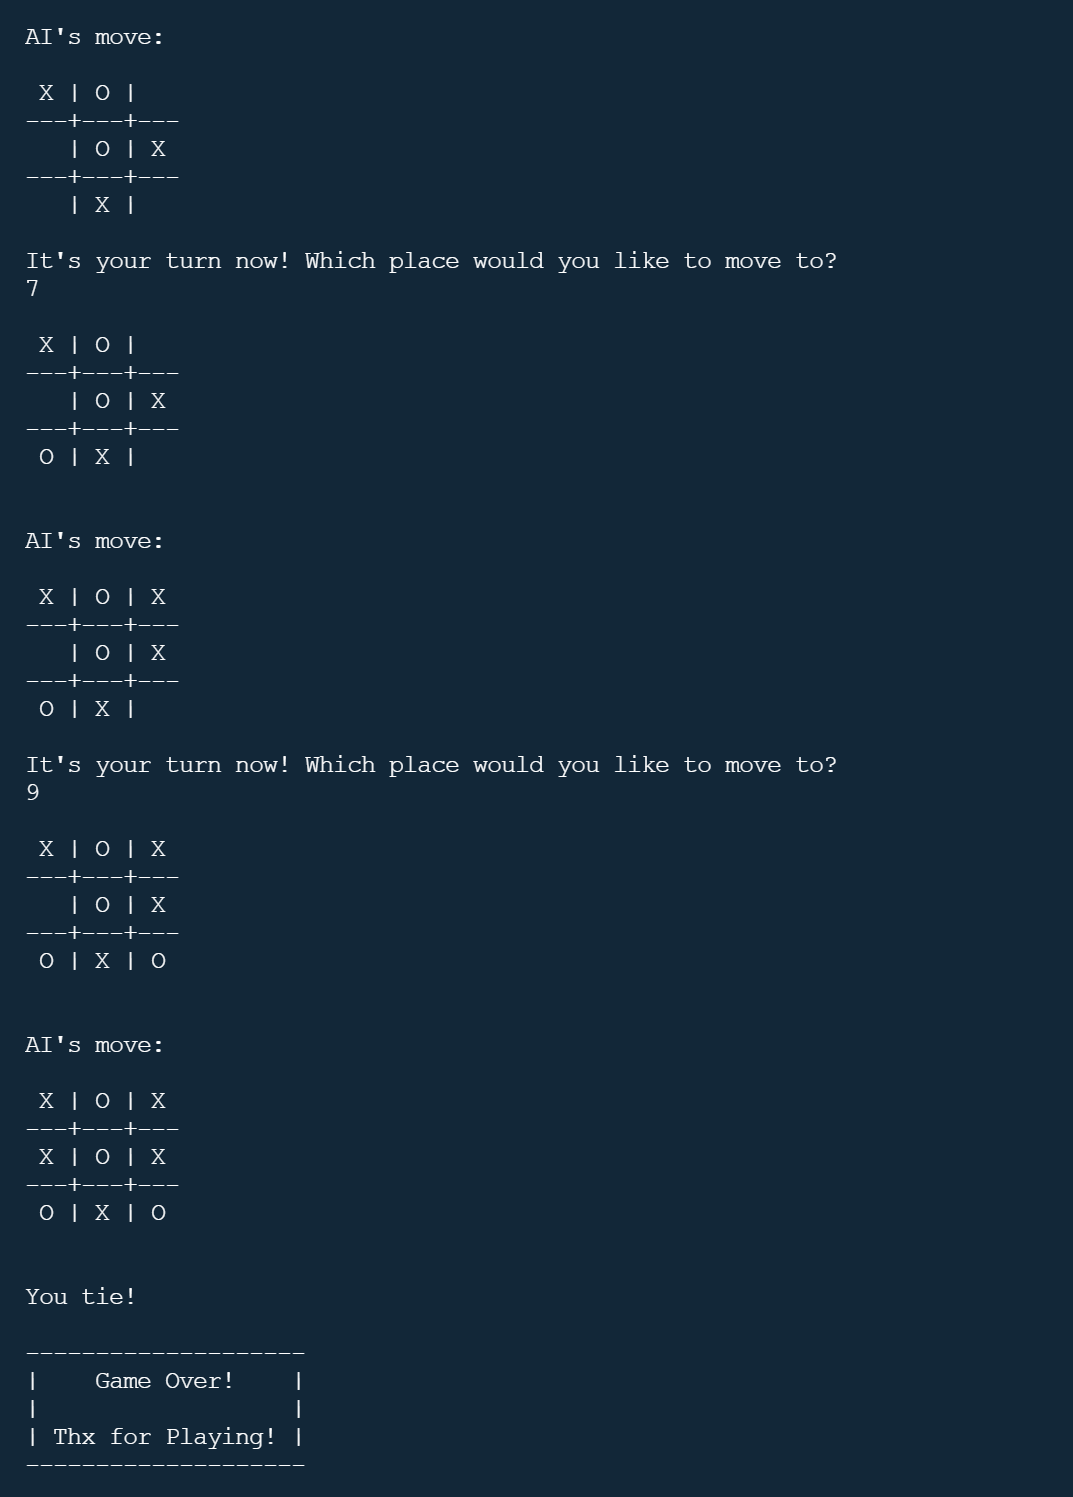 AI's move:
 X | O |
---+---+---
   | O | X
---+---+---
   | X |
It's your turn now! Which place would you like to move to?
7
 X | O |
---+---+---
   | O | X
---+---+---
 O | X |
AI's move:
 X | O | X
---+---+---
   | O | X
---+---+---
 O | X |
It's your turn now! Which place would you like to move to?
9
 X | O | X
---+---+---
   | O | X
---+---+---
 O | X | O
AI's move:
 X | O | X
---+---+---
 X | O | X
---+---+---
 O | X | O
You tie!
--------------------
|    Game Over!    |
|                  |
| Thx for Playing! |
--------------------